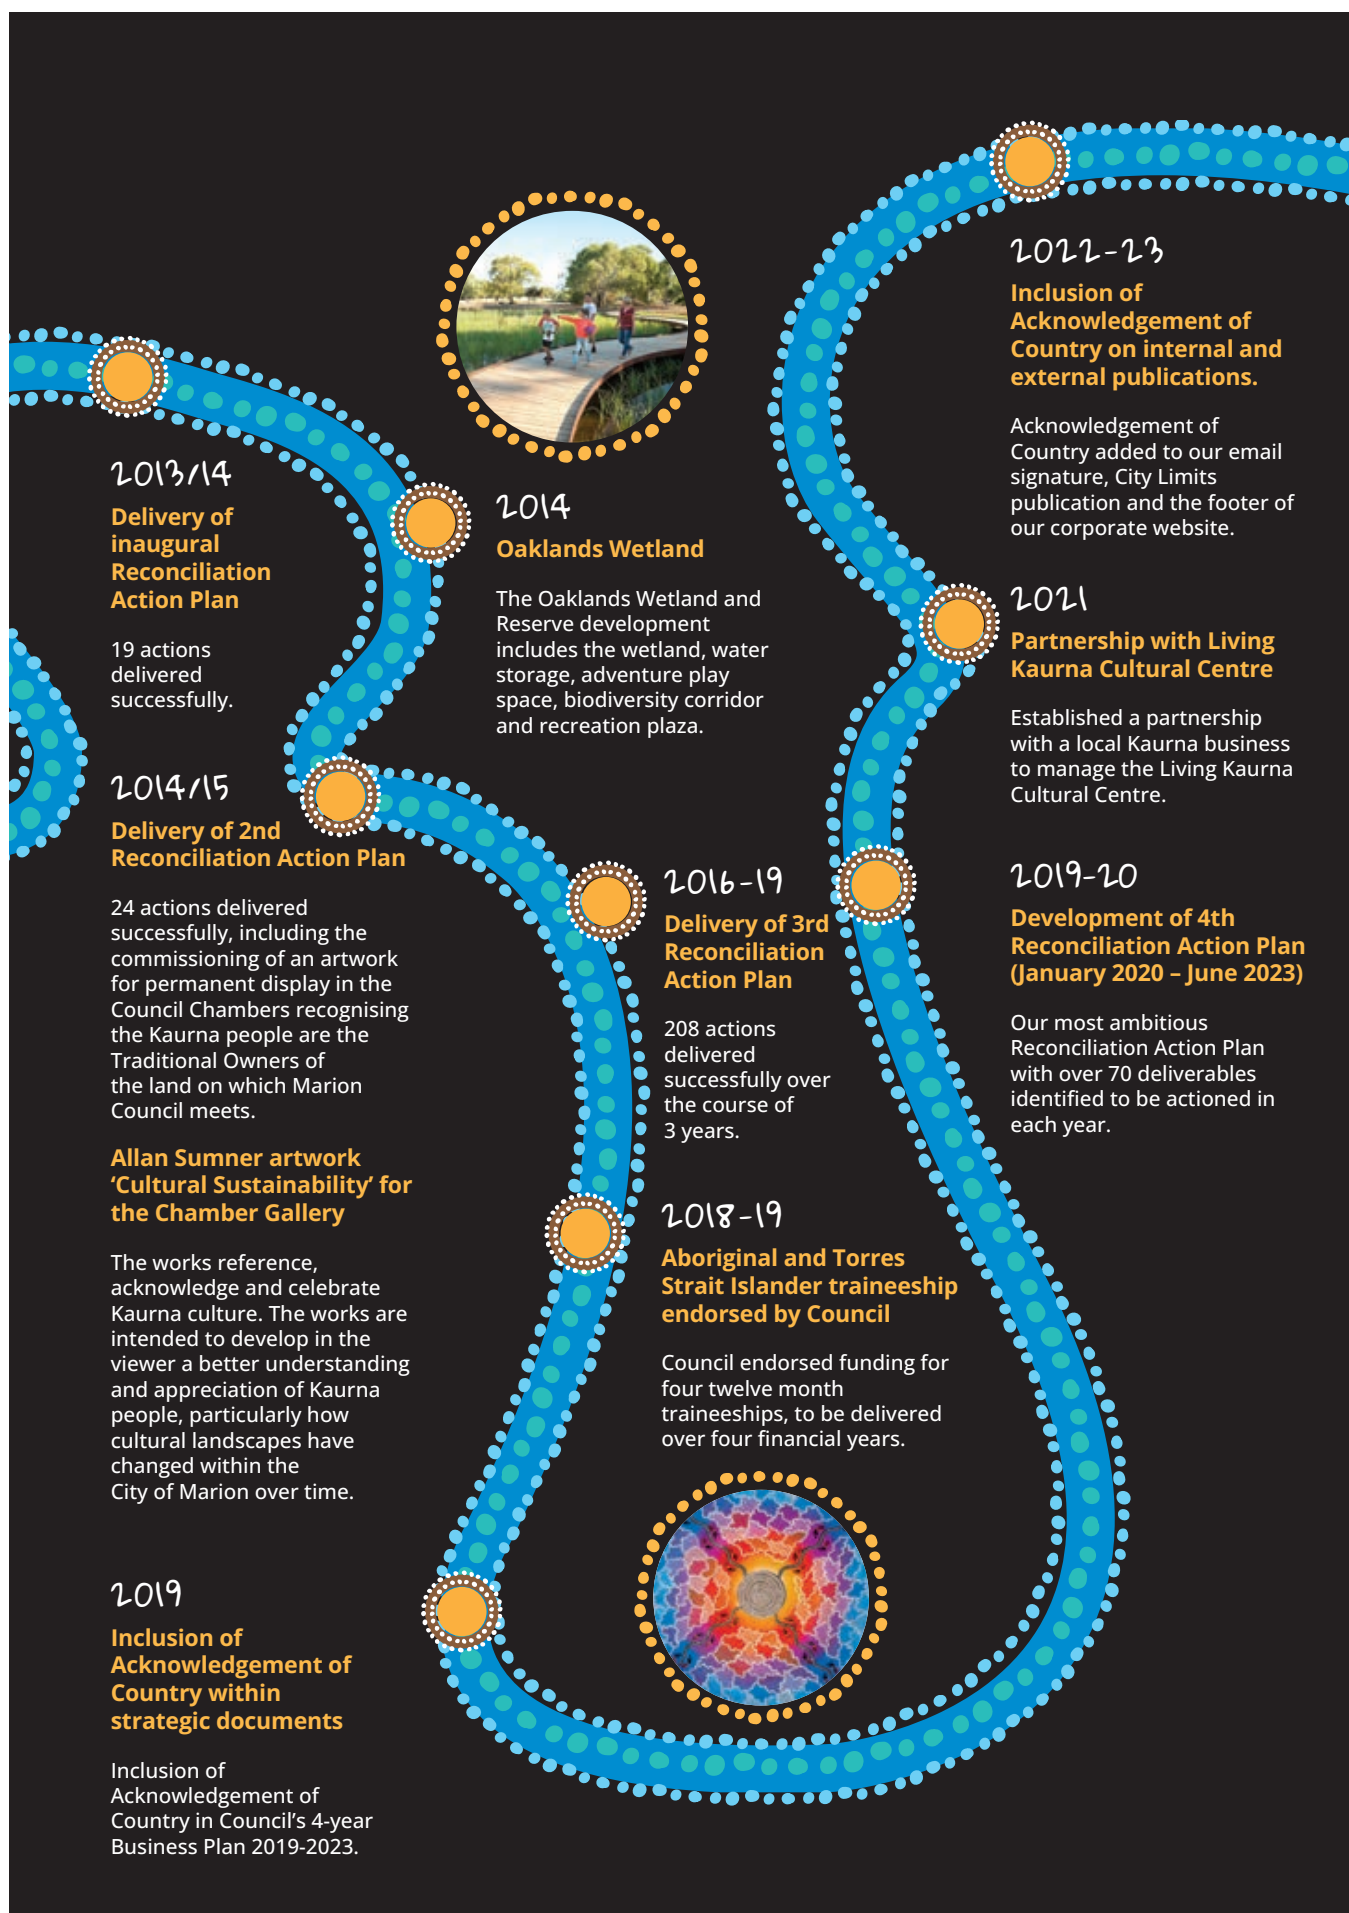 2013/14
Delivery of
inaugural
Reconciliation
Action Plan
19 actions
delivered
successfully.
2014
Oaklands Wetland
The Oaklands Wetland and
Reserve development
includes the wetland, water
storage, adventure play
space, biodiversity corridor
and recreation plaza.
2014/15
Delivery of 2nd
Reconciliation Action Plan
24 actions delivered
successfully, including the
commissioning of an artwork
for permanent display in the
Council Chambers recognising
the Kaurna people are the
Traditional Owners of
the land on which Marion
Council meets.
Allan Sumner artwork
‘Cultural Sustainability’ for
the Chamber Gallery
The works reference,
acknowledge and celebrate
Kaurna culture. The works are
intended to develop in the
viewer a better understanding
and appreciation of Kaurna
people, particularly how
cultural landscapes have
changed within the
City of Marion over time.
2016-19
Delivery of 3rd
Reconciliation
Action Plan
208 actions
delivered
successfully over
the course of
3 years.
2018-19
Aboriginal and Torres
Strait Islander traineeship
endorsed by Council
Council endorsed funding for
four twelve month
traineeships, to be delivered
over four financial years.
2019
Inclusion of
Acknowledgement of
Country within
strategic documents
Inclusion of
Acknowledgement of
Country in Council’s 4-year
Business Plan 2019-2023.
2019-20
Development of 4th
Reconciliation Action Plan
(January 2020 – June 2023)
Our most ambitious
Reconciliation Action Plan
with over 70 deliverables
identified to be actioned in
each year.
2021
Partnership with Living
Kaurna Cultural Centre
Established a partnership
with a local Kaurna business
to manage the Living Kaurna
Cultural Centre.
2022-23
Inclusion of
Acknowledgement of
Country on internal and
external publications.
Acknowledgement of
Country added to our email
signature, City Limits
publication and the footer of
our corporate website.